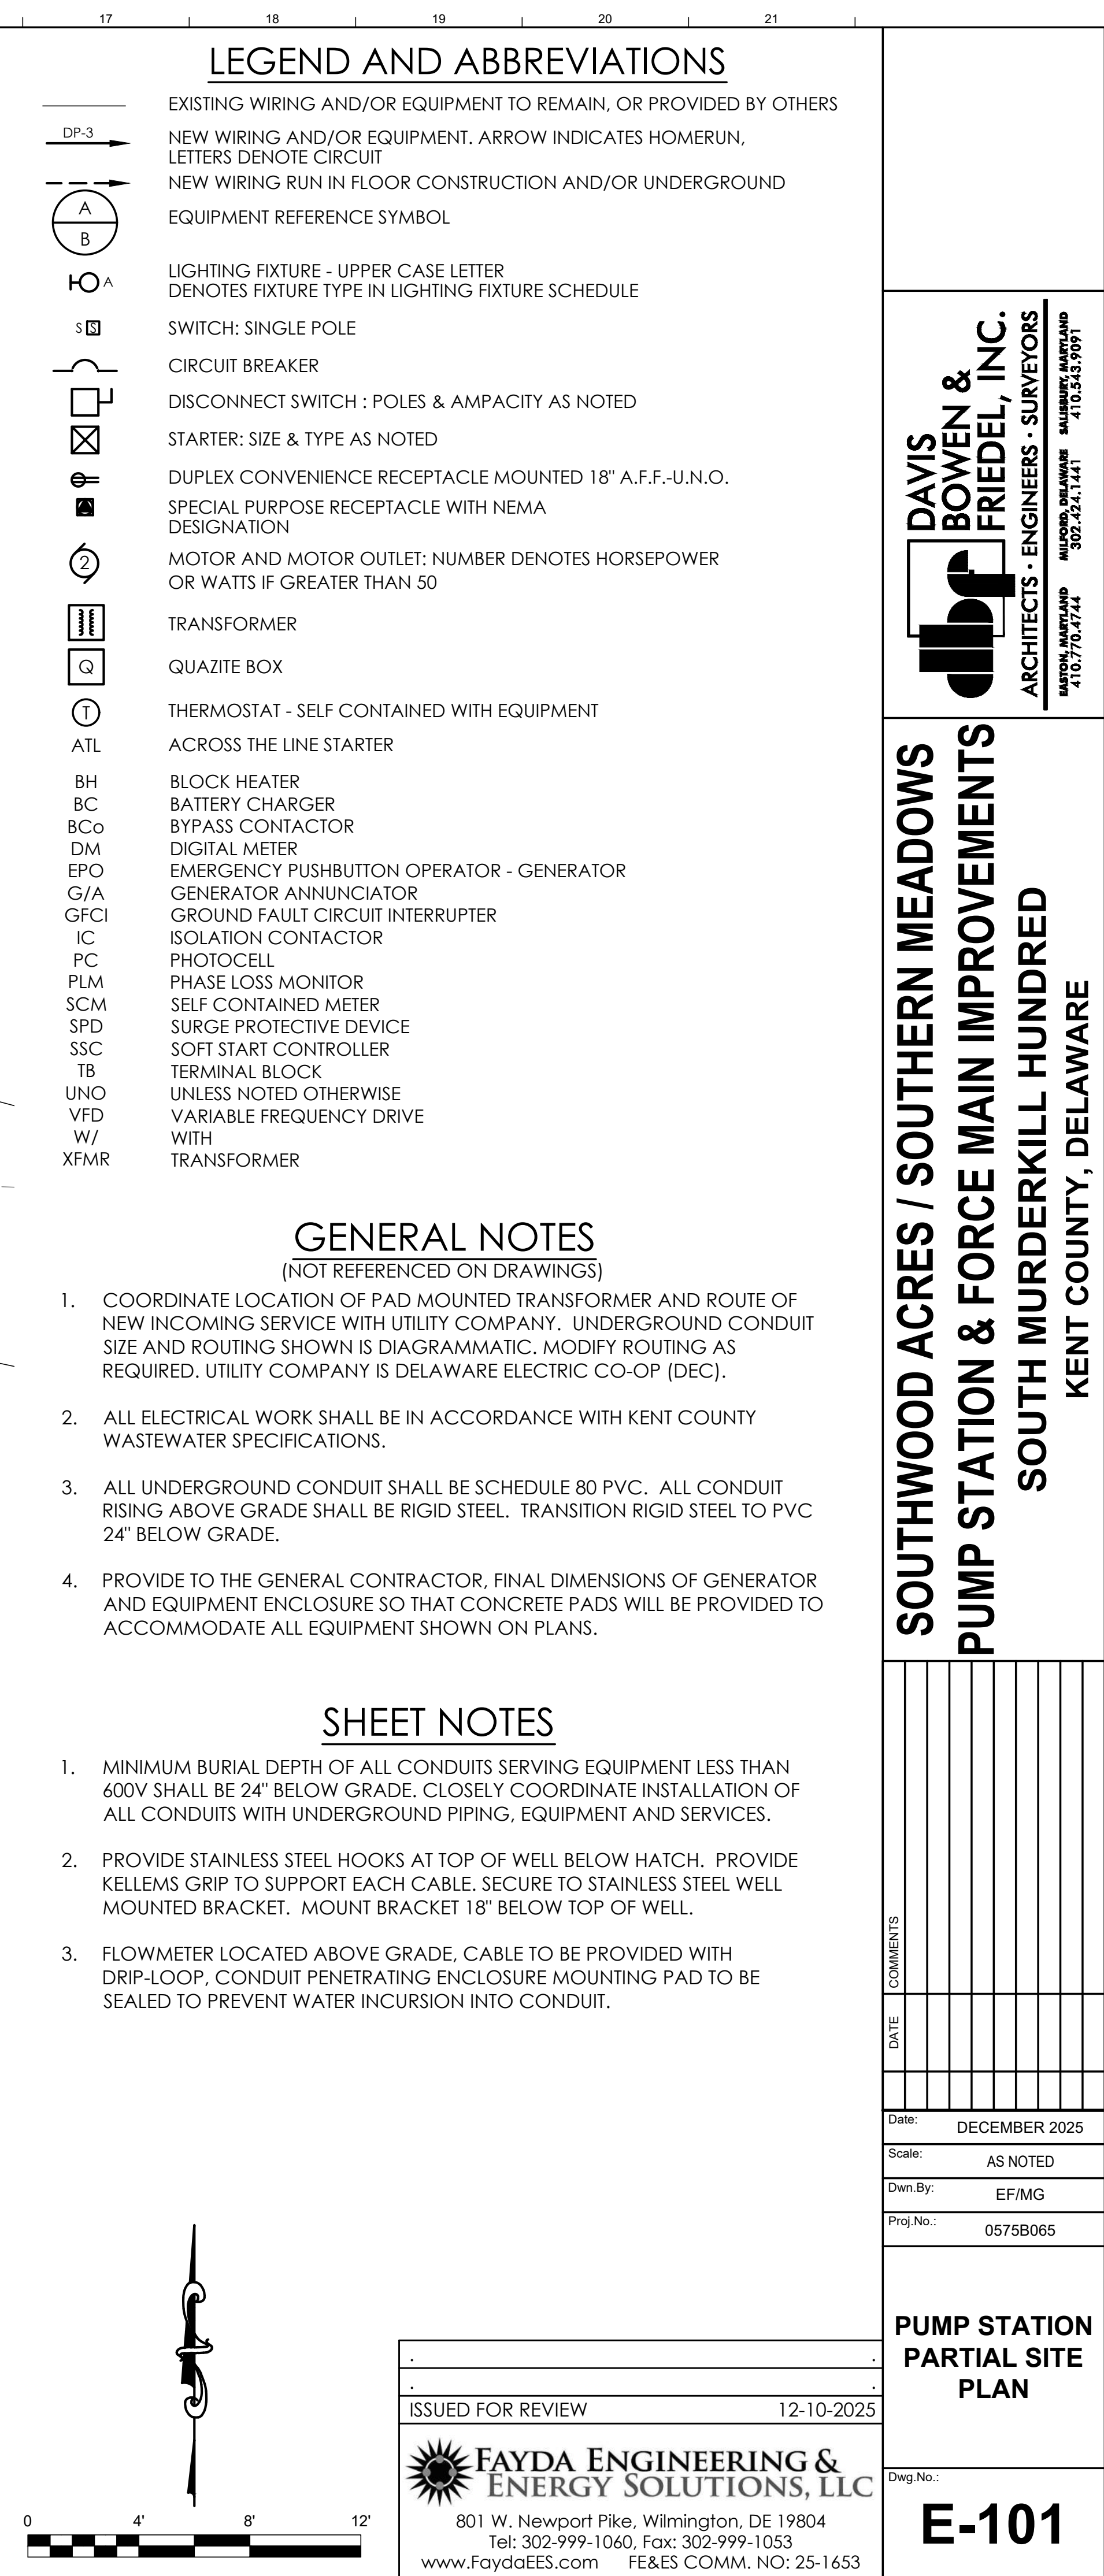 17 18 19 20 21
LEGEND AND ABBREVIATIONS
EXISTING WIRING AND/OR EQUIPMENT TO REMAIN, OR PROVIDED BY OTHERS
DP-3 NEW WIRING AND/OR EQUIPMENT. ARROW INDICATES HOMERUN,
LETTERS DENOTE CIRCUIT
NEW WIRING RUN IN FLOOR CONSTRUCTION AND/OR UNDERGROUND
A
B EQUIPMENT REFERENCE SYMBOL
LIGHTING FIXTURE - UPPER CASE LETTER
A DENOTES FIXTURE TYPE IN LIGHTING FIXTURE SCHEDULE
S S SWITCH: SINGLE POLE
CIRCUIT BREAKER
DISCONNECT SWITCH : POLES & AMPACITY AS NOTED
STARTER: SIZE & TYPE AS NOTED
DUPLEX CONVENIENCE RECEPTACLE MOUNTED 18" A.F.F.-U.N.O.
SPECIAL PURPOSE RECEPTACLE WITH NEMA
DESIGNATION
2 MOTOR AND MOTOR OUTLET: NUMBER DENOTES HORSEPOWER
OR WATTS IF GREATER THAN 50
TRANSFORMER
Q QUAZITE BOX
T THERMOSTAT - SELF CONTAINED WITH EQUIPMENT
ATL ACROSS THE LINE STARTER
BH BLOCK HEATER
BC BATTERY CHARGER
BCo BYPASS CONTACTOR
DM DIGITAL METER
EPO EMERGENCY PUSHBUTTON OPERATOR - GENERATOR
G/A GENERATOR ANNUNCIATOR
GFCI GROUND FAULT CIRCUIT INTERRUPTER
IC ISOLATION CONTACTOR
PC PHOTOCELL
PLM PHASE LOSS MONITOR
SCM SELF CONTAINED METER
SPD SURGE PROTECTIVE DEVICE
SSC SOFT START CONTROLLER
TB TERMINAL BLOCK
UNO UNLESS NOTED OTHERWISE
VFD VARIABLE FREQUENCY DRIVE
W/ WITH
XFMR TRANSFORMER
GENERAL NOTES
(NOT REFERENCED ON DRAWINGS)
1. COORDINATE LOCATION OF PAD MOUNTED TRANSFORMER AND ROUTE OF
NEW INCOMING SERVICE WITH UTILITY COMPANY. UNDERGROUND CONDUIT
SIZE AND ROUTING SHOWN IS DIAGRAMMATIC. MODIFY ROUTING AS
REQUIRED. UTILITY COMPANY IS DELAWARE ELECTRIC CO-OP (DEC).
2. ALL ELECTRICAL WORK SHALL BE IN ACCORDANCE WITH KENT COUNTY
WASTEWATER SPECIFICATIONS.
3. ALL UNDERGROUND CONDUIT SHALL BE SCHEDULE 80 PVC. ALL CONDUIT
RISING ABOVE GRADE SHALL BE RIGID STEEL. TRANSITION RIGID STEEL TO PVC
24" BELOW GRADE.
4. PROVIDE TO THE GENERAL CONTRACTOR, FINAL DIMENSIONS OF GENERATOR
AND EQUIPMENT ENCLOSURE SO THAT CONCRETE PADS WILL BE PROVIDED TO
ACCOMMODATE ALL EQUIPMENT SHOWN ON PLANS.
SHEET NOTES
1. MINIMUM BURIAL DEPTH OF ALL CONDUITS SERVING EQUIPMENT LESS THAN
600V SHALL BE 24" BELOW GRADE. CLOSELY COORDINATE INSTALLATION OF
ALL CONDUITS WITH UNDERGROUND PIPING, EQUIPMENT AND SERVICES.
2. PROVIDE STAINLESS STEEL HOOKS AT TOP OF WELL BELOW HATCH. PROVIDE
KELLEMS GRIP TO SUPPORT EACH CABLE. SECURE TO STAINLESS STEEL WELL
MOUNTED BRACKET. MOUNT BRACKET 18" BELOW TOP OF WELL.
3. FLOWMETER LOCATED ABOVE GRADE, CABLE TO BE PROVIDED WITH
DRIP-LOOP, CONDUIT PENETRATING ENCLOSURE MOUNTING PAD TO BE
SEALED TO PREVENT WATER INCURSION INTO CONDUIT.
0 4' 8' 12'
. .
. .
ISSUED FOR REVIEW 12-10-2025
FAYDA ENGINEERING &
ENERGY SOLUTIONS, LLC
801 W. Newport Pike, Wilmington, DE 19804
Tel: 302-999-1060, Fax: 302-999-1053
www.FaydaEES.com FE&ES COMM. NO: 25-1653
dbf
DAVIS
BOWEN &
FRIEDEL, INC.
ARCHITECTS · ENGINEERS · SURVEYORS
EASTON, MARYLAND MILFORD, DELAWARE SALISBURY, MARYLAND
410.770.4744 302.424.1441 410.543.9091
SOUTHWOOD ACRES / SOUTHERN MEADOWS
PUMP STATION & FORCE MAIN IMPROVEMENTS
SOUTH MURDERKILL HUNDRED
KENT COUNTY, DELAWARE
DATE COMMENTS
Date: DECEMBER 2025
Scale: AS NOTED
Dwn.By: EF/MG
Proj.No.: 0575B065
PUMP STATION
PARTIAL SITE
PLAN
Dwg.No.:
E-101